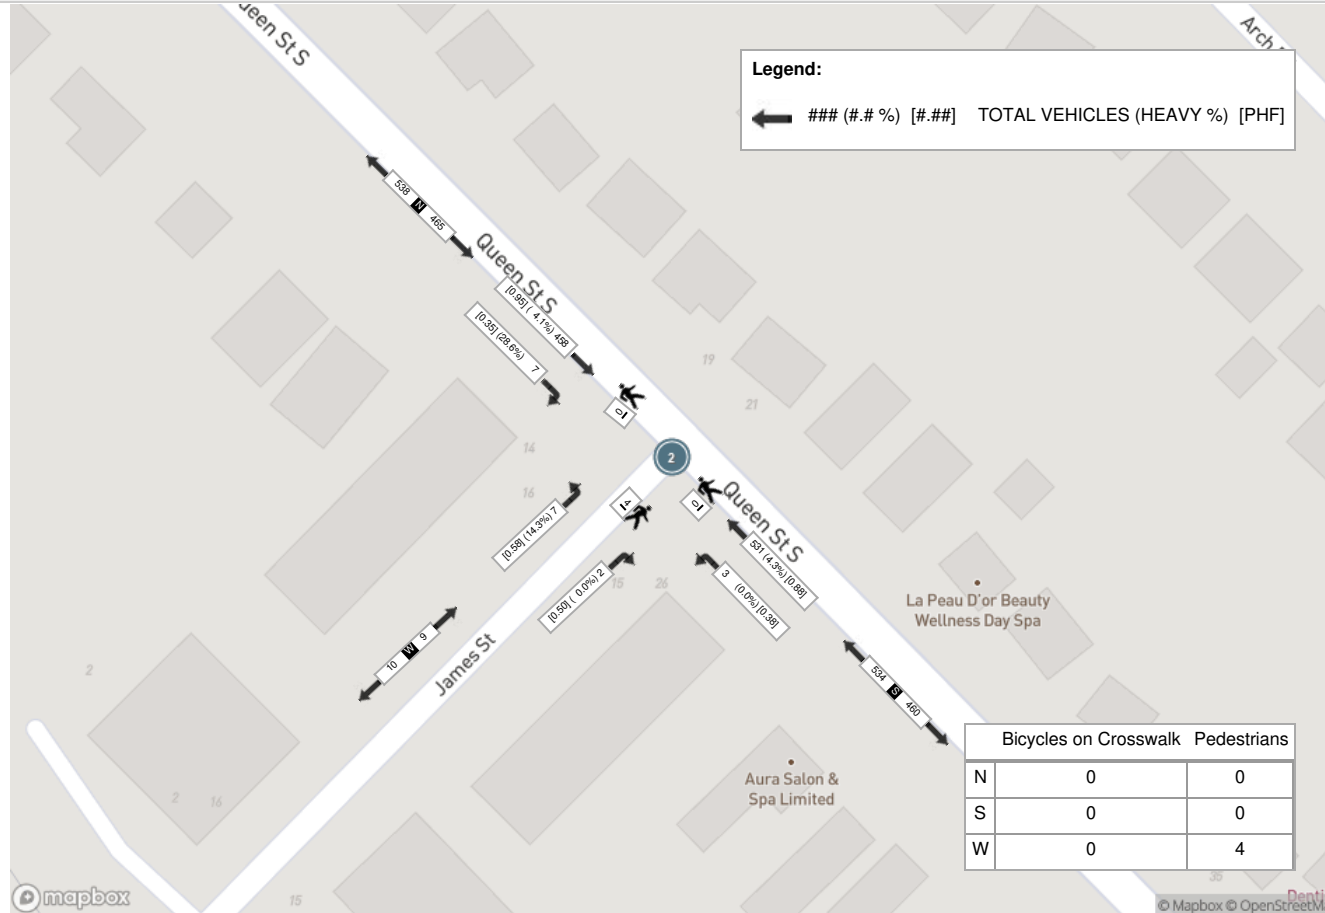 Queen St S
Arch
Legend:
### (#.# %) [#.##] TOTAL VEHICLES (HEAVY %) [PHF]
538 N 465
Queen St S
[0.95] ( 4.1%) 458
[0.35] (28.6%) 7
0
19
21
14
16
2
4
0
Queen St S
[0.58] (14.3%) 7
[0.50] ( 0.0%) 2
15
26
531 (4.3%) [0.88]
3 (0.0%) [0.38]
La Peau D'or Beauty
Wellness Day Spa
10 W 9
James St
2
534 S 460
Aura Salon &
Spa Limited
2
16
Bicycles on Crosswalk Pedestrians
N 0 0
S 0 0
W 0 4
35
15
mapbox
Denti
© Mapbox © OpenStreetM